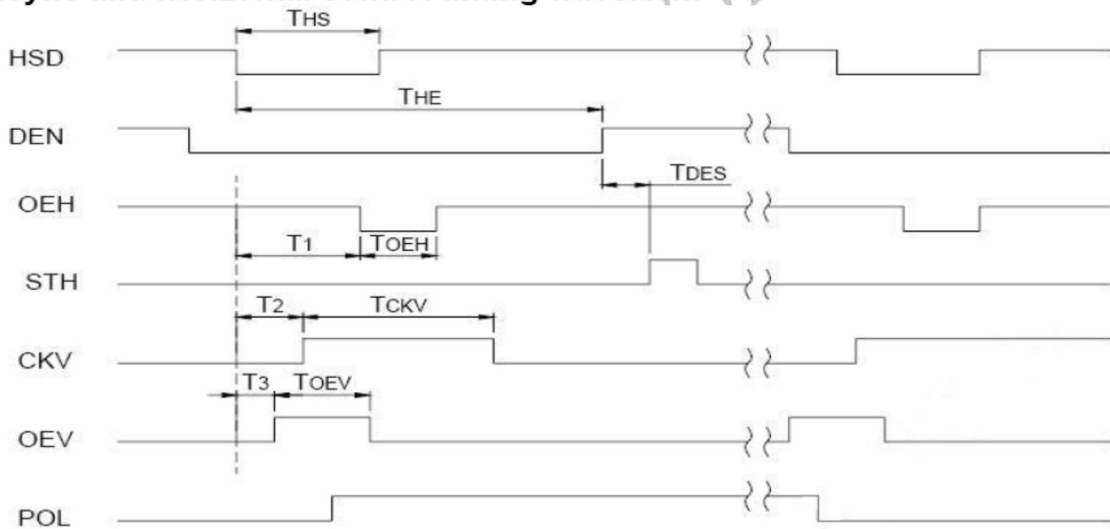 THS
HSD
THE
DEN
TDES
OEH
T1 TOEH
STH
T2 TCKV
CKV
T3 TOEV
OEV
POL